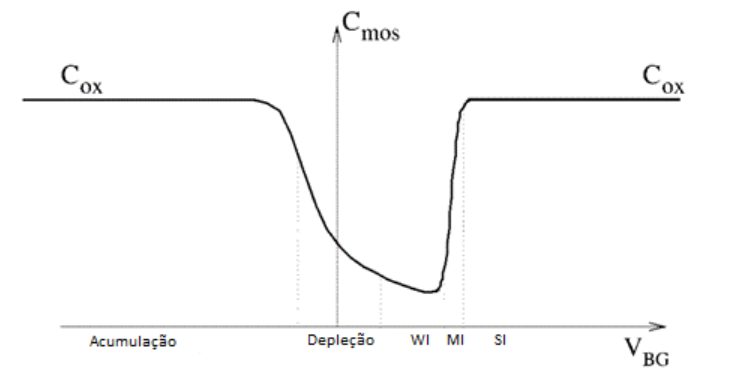 C_mos
C_ox
C_ox
Acumulação Depleção WI MI SI
V_BG